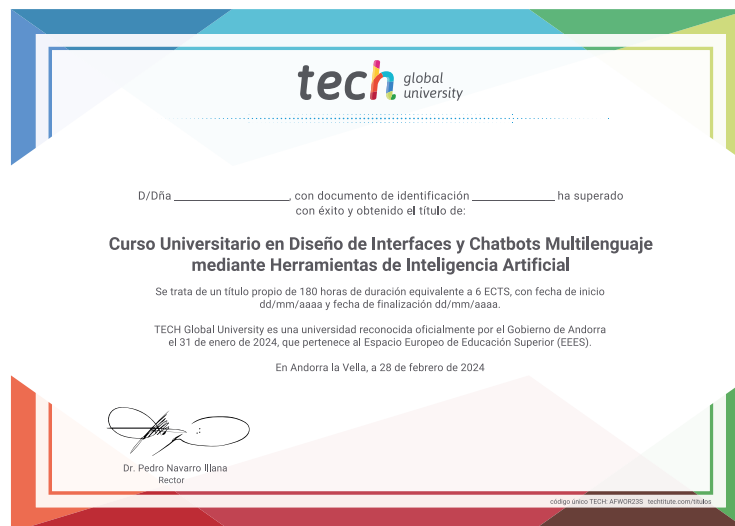 tech global university
D/Dña ____________________, con documento de identificación ______________ ha superado
con éxito y obtenido el título de:
Curso Universitario en Diseño de Interfaces y Chatbots Multilenguaje
mediante Herramientas de Inteligencia Artificial
Se trata de un título propio de 180 horas de duración equivalente a 6 ECTS, con fecha de inicio
dd/mm/aaaa y fecha de finalización dd/mm/aaaa.
TECH Global University es una universidad reconocida oficialmente por el Gobierno de Andorra
el 31 de enero de 2024, que pertenece al Espacio Europeo de Educación Superior (EEES).
En Andorra la Vella, a 28 de febrero de 2024
Dr. Pedro Navarro Illana
Rector
código único TECH: AFWOR23S techtitute.com/titulos